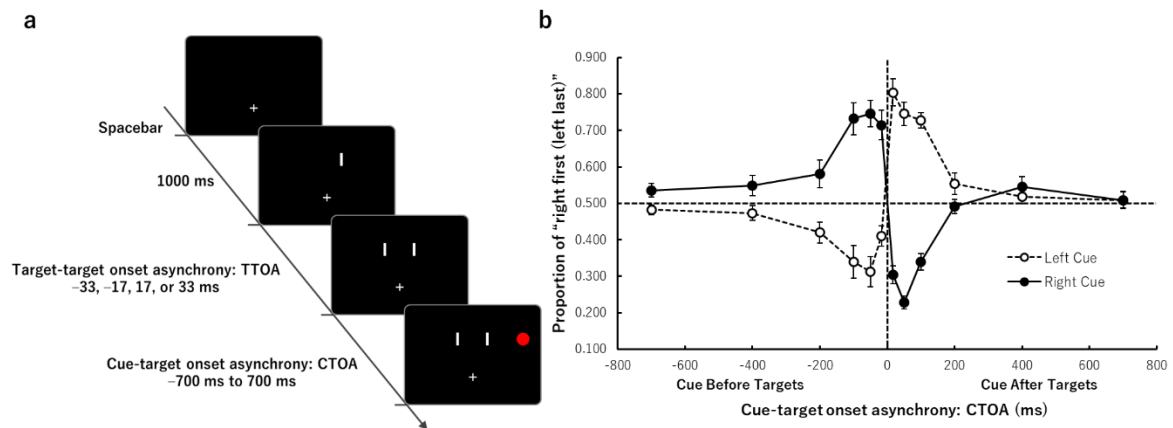 a
Spacebar
1000 ms
Target-target onset asynchrony: TTOA
−33, −17, 17, or 33 ms
Cue-target onset asynchrony: CTOA
−700 ms to 700 ms
b
Proportion of “right first (left last)”
0.900
0.800
0.700
0.600
0.500
0.400
0.300
0.200
0.100
Left Cue
Right Cue
-800 -600 -400 -200 0 200 400 600 800
Cue Before Targets Cue After Targets
Cue-target onset asynchrony: CTOA (ms)